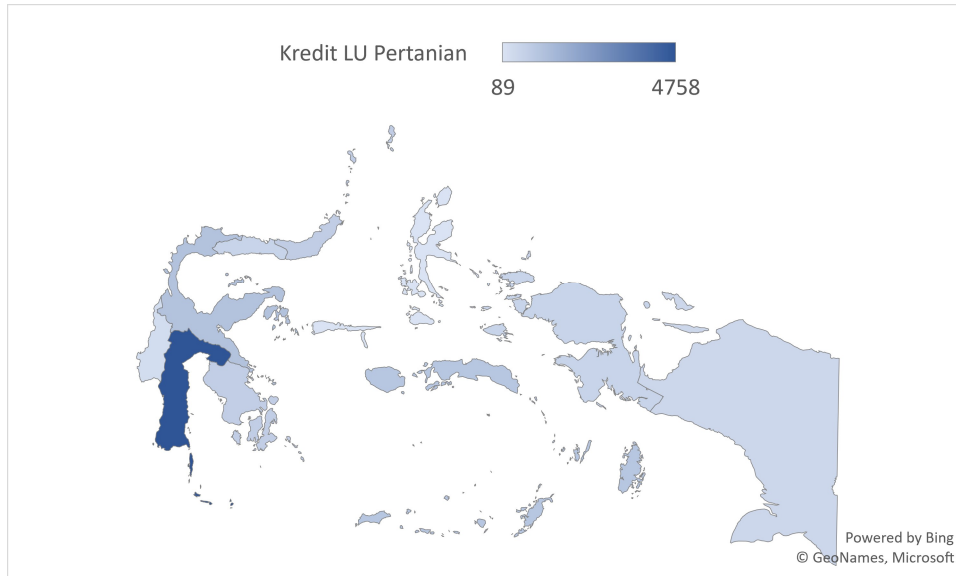 Kredit LU Pertanian
89 4758
Powered by Bing
© GeoNames, Microsoft